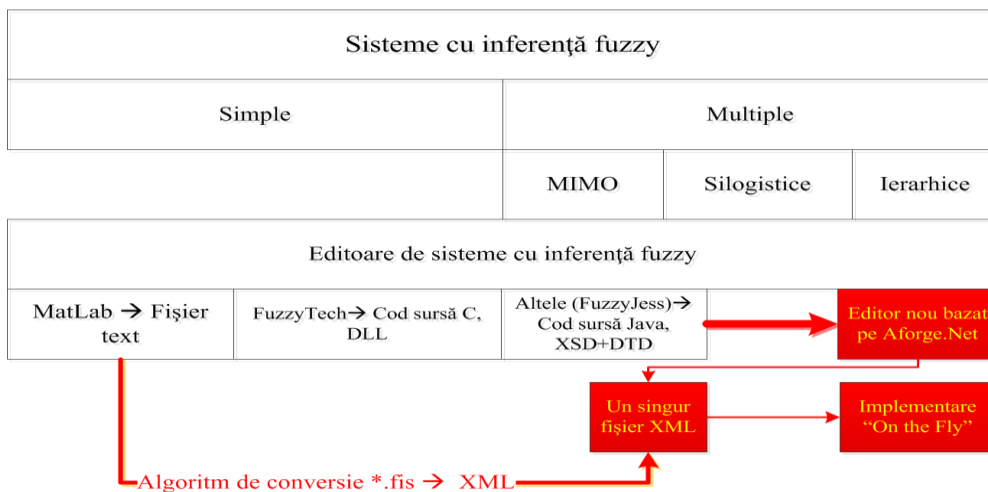 Sisteme cu inferenţă fuzzy
Simple
Multiple
MIMO
Silogistice
Ierarhice
Editoare de sisteme cu inferenţă fuzzy
MatLab → Fişier
text
FuzzyTech→ Cod sursă C,
DLL
Altele (FuzzyJess)→
Cod sursă Java,
XSD+DTD
Editor nou bazat
pe Aforge.Net
Un singur
fişier XML
Implementare
“On the Fly”
Algoritm de conversie *.fis → XML